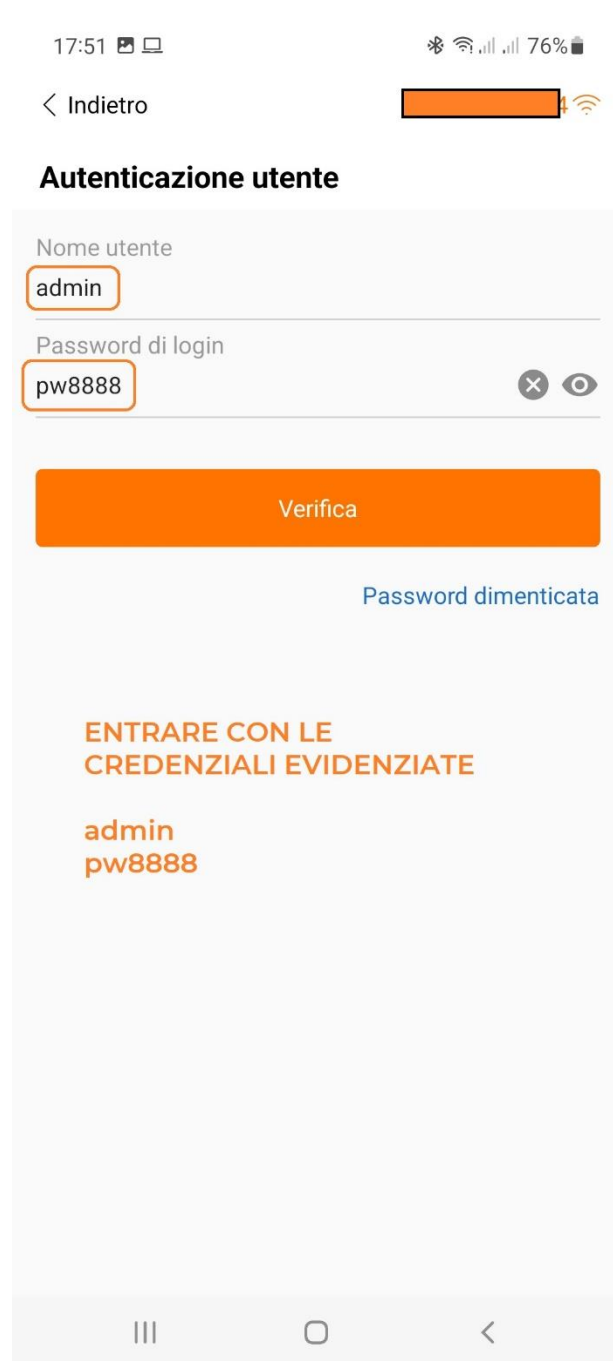 17:51 76%
Indietro 4
Autenticazione utente
Nome utente
admin
Password di login
pw8888
Verifica
Password dimenticata
ENTRARE CON LE
CREDENZIALI EVIDENZIATE
admin
pw8888